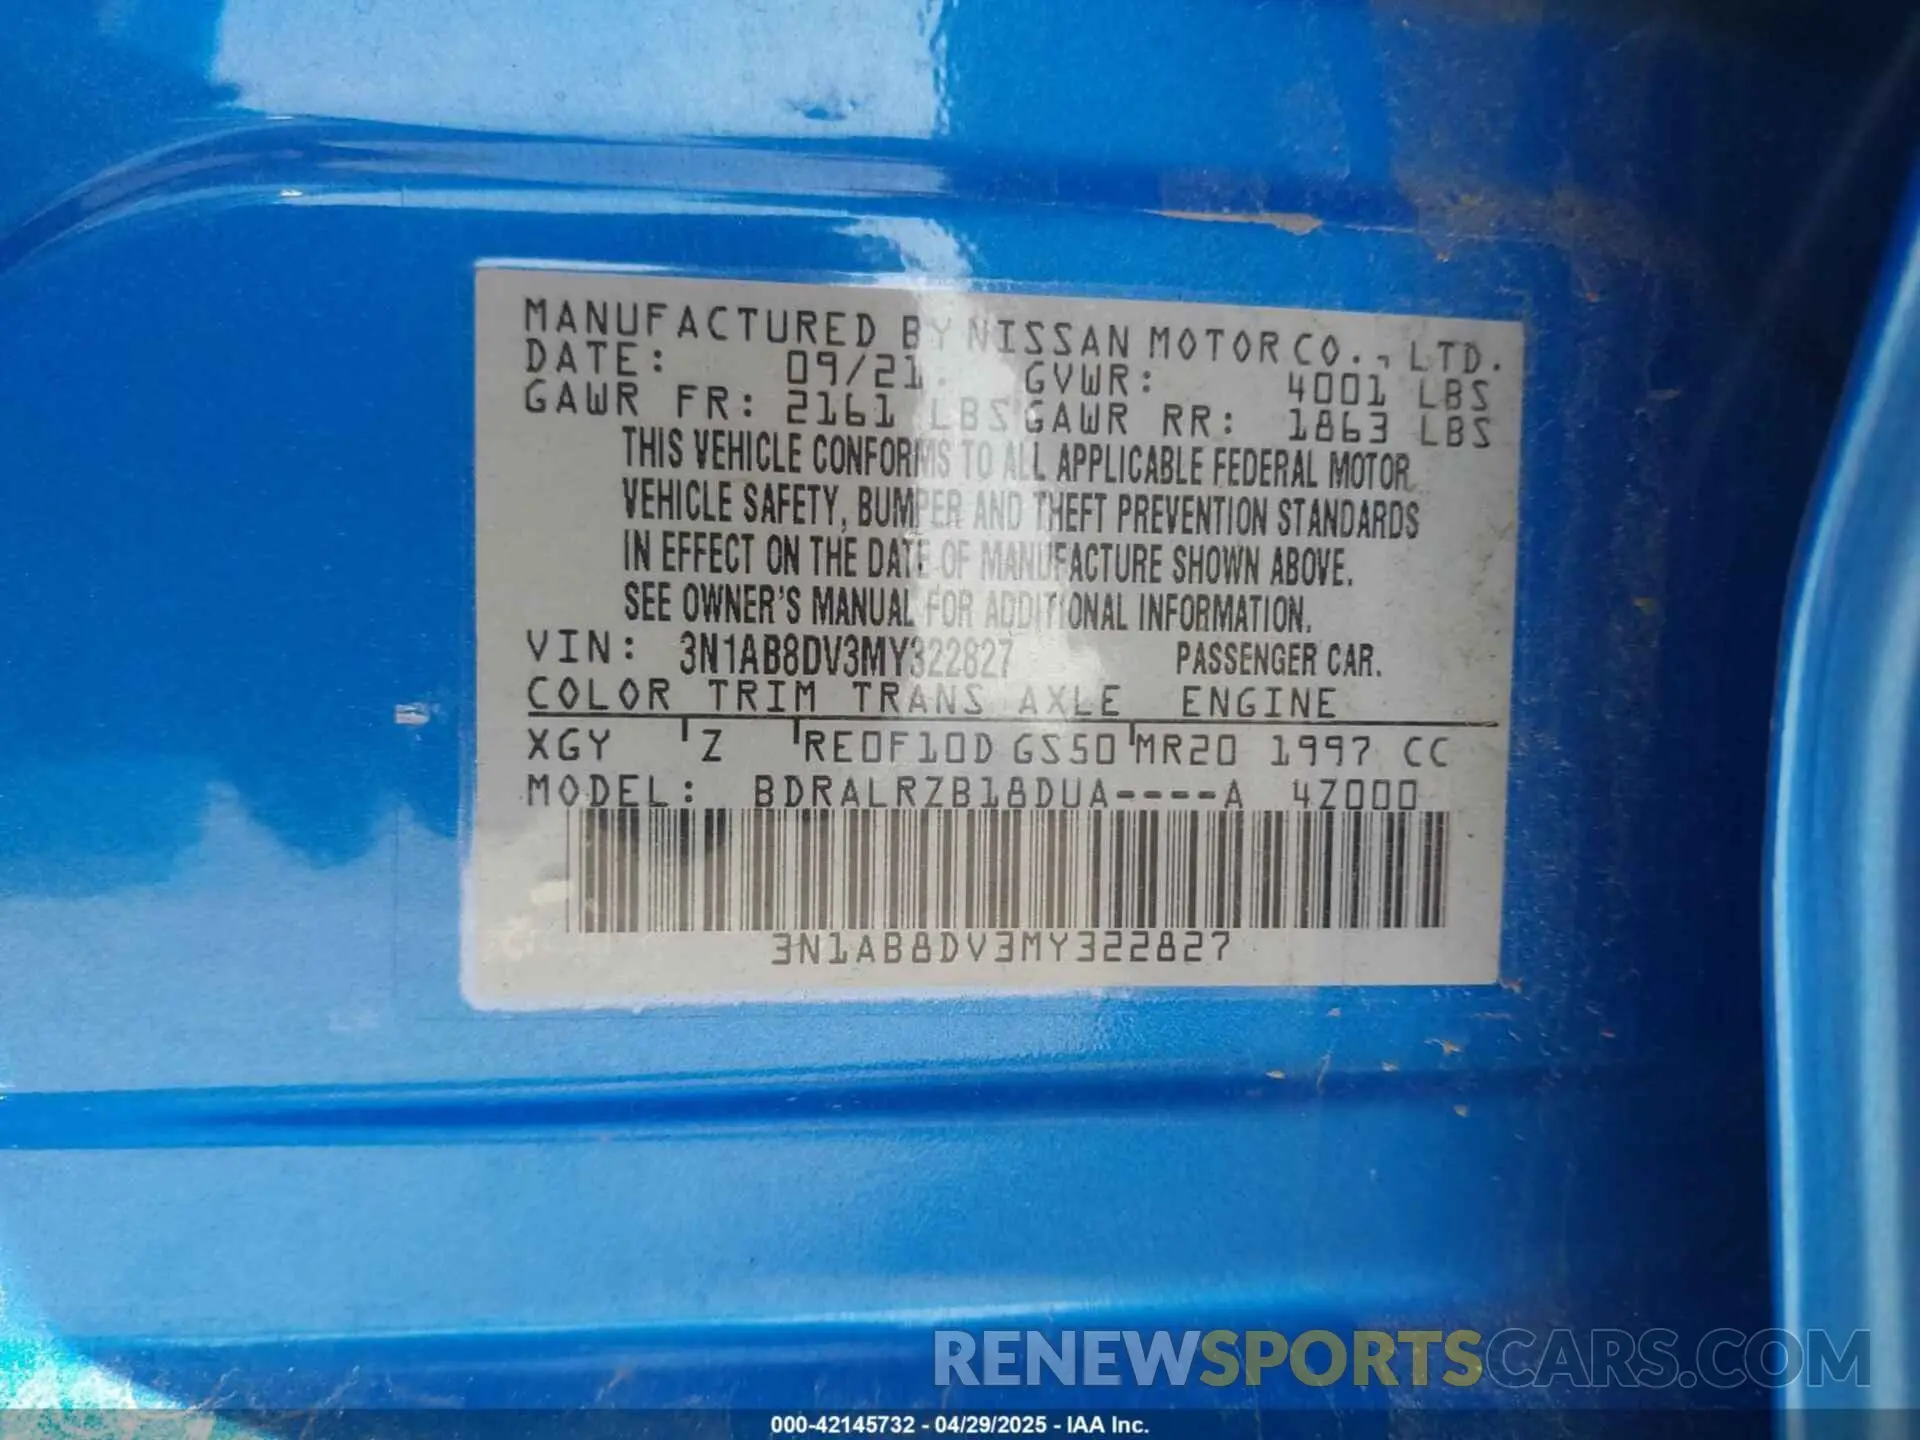 MANUFACTURED BY NISSAN MOTOR CO., LTD.
DATE: 09/21. GVWR: 4001 LBS
GAWR FR: 2161 LBS GAWR RR: 1863 LBS
THIS VEHICLE CONFORMS TO ALL APPLICABLE FEDERAL MOTOR
VEHICLE SAFETY, BUMPER AND THEFT PREVENTION STANDARDS
IN EFFECT ON THE DATE OF MANUFACTURE SHOWN ABOVE.
SEE OWNER'S MANUAL FOR ADDITIONAL INFORMATION.
VIN: 3N1AB8DV3MY322827 PASSENGER CAR.
COLOR TRIM TRANS AXLE ENGINE
XGY Z RE0F10D GS50 MR20 1997 CC
MODEL: BDRALRZB18DUA----A 4Z000
3N1AB8DV3MY322827
RENEWSPORTSCARS.COM
000-42145732 - 04/29/2025 - IAA Inc.